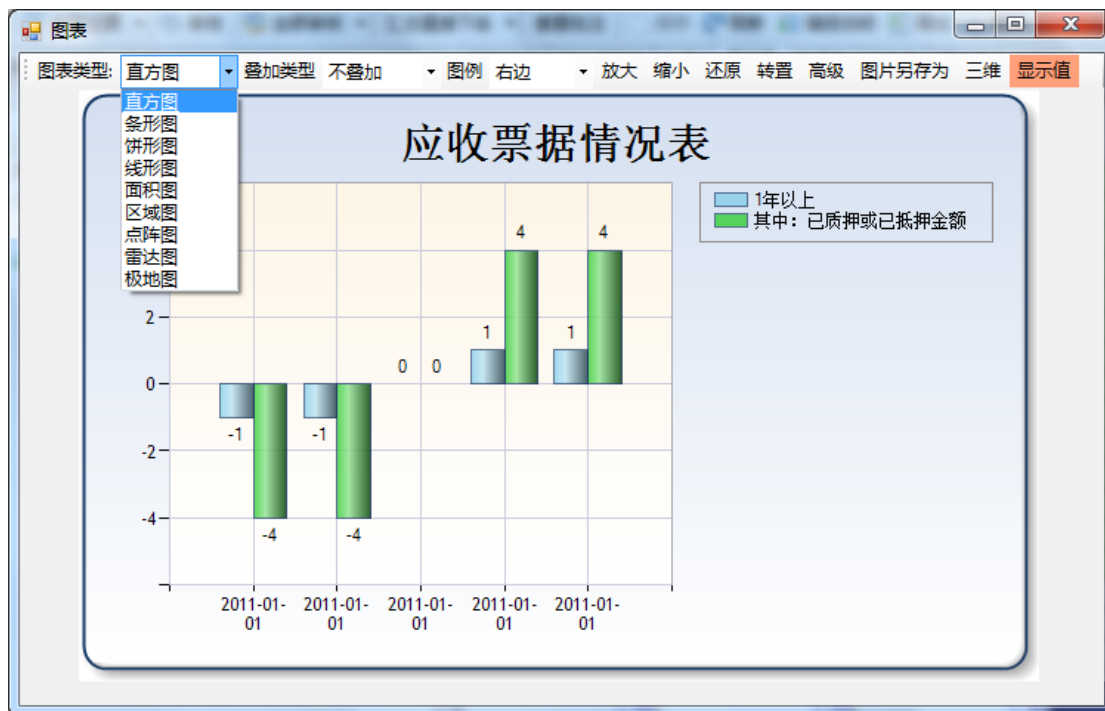 图表
图表类型: 直方图 叠加类型 不叠加 图例 右边 放大 缩小 还原 转置 高级 图片另存为 三维 显示值
直方图
条形图
饼形图
线形图
面积图
区域图
点阵图
雷达图
极地图
应收票据情况表
1年以上
其中：已质押或已抵押金额
4 4
2
1 1
0 0
0
-1 -1
-2
-4
-4 -4
2011-01-01 2011-01-01 2011-01-01 2011-01-01 2011-01-01